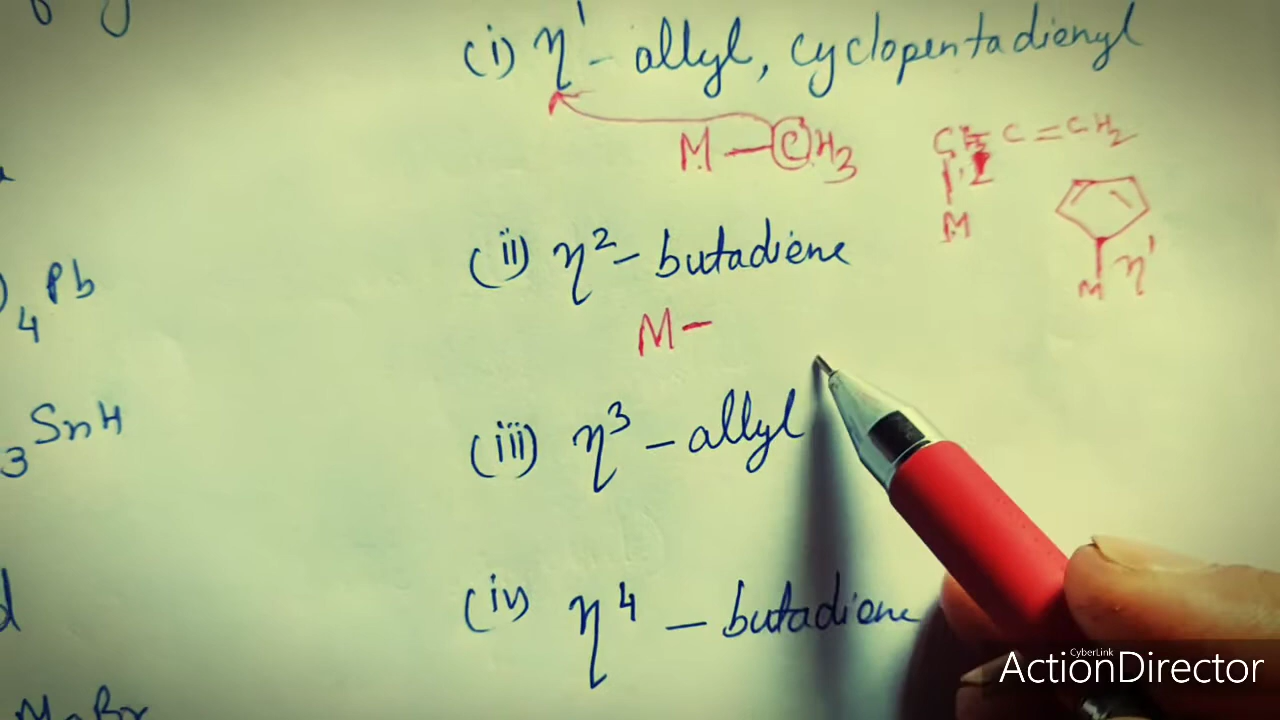 (i) η¹ - allyl, cyclopentadienyl
M - CH3
CH2 - C = CH2
M
M η¹
(ii) η² - butadiene
)4 Pb
M -
3 SnH
(iii) η³ - allyl
(iv) η⁴ - butadiene
CyberLink
ActionDirector